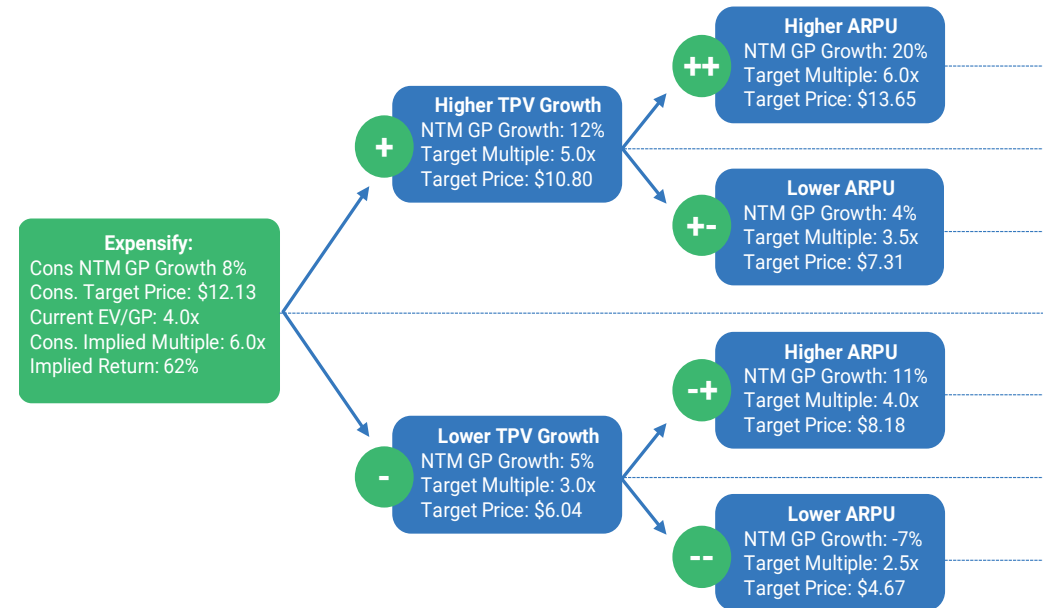 Expensify:
Cons NTM GP Growth 8%
Cons. Target Price: $12.13
Current EV/GP: 4.0x
Cons. Implied Multiple: 6.0x
Implied Return: 62%
+
Higher TPV Growth
NTM GP Growth: 12%
Target Multiple: 5.0x
Target Price: $10.80
-
Lower TPV Growth
NTM GP Growth: 5%
Target Multiple: 3.0x
Target Price: $6.04
++
Higher ARPU
NTM GP Growth: 20%
Target Multiple: 6.0x
Target Price: $13.65
+-
Lower ARPU
NTM GP Growth: 4%
Target Multiple: 3.5x
Target Price: $7.31
-+
Higher ARPU
NTM GP Growth: 11%
Target Multiple: 4.0x
Target Price: $8.18
--
Lower ARPU
NTM GP Growth: -7%
Target Multiple: 2.5x
Target Price: $4.67